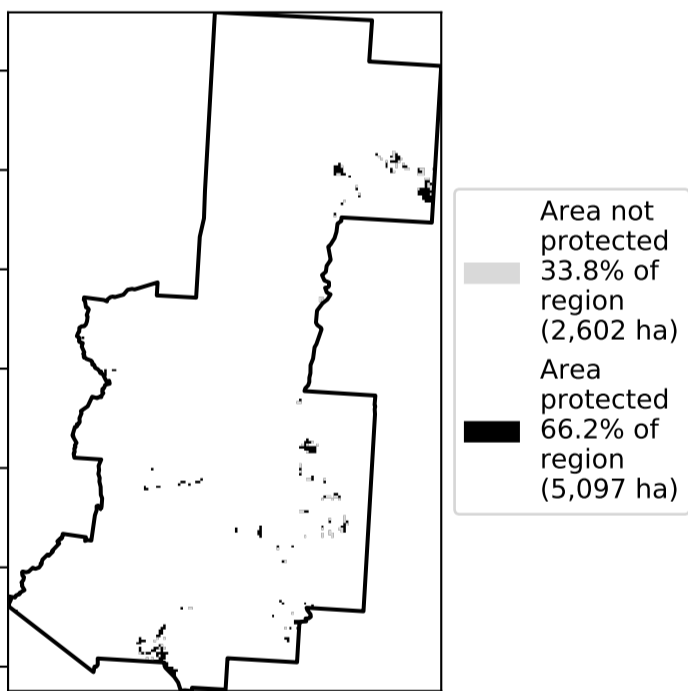 Area not
protected
33.8% of
region
(2,602 ha)
Area
protected
66.2% of
region
(5,097 ha)